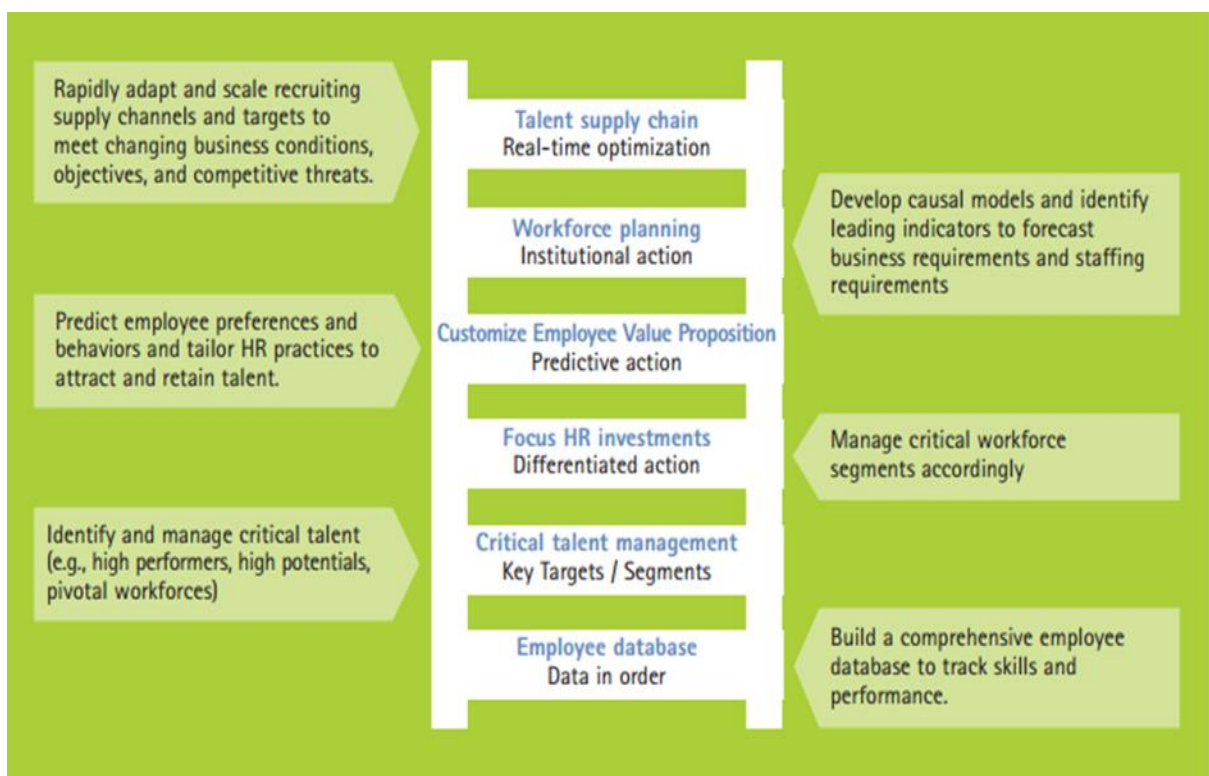 Rapidly adapt and scale recruiting
supply channels and targets to
meet changing business conditions,
objectives, and competitive threats.
Talent supply chain
Real-time optimization
Workforce planning
Institutional action
Develop causal models and identify
leading indicators to forecast
business requirements and staffing
requirements
Predict employee preferences and
behaviors and tailor HR practices to
attract and retain talent.
Customize Employee Value Proposition
Predictive action
Focus HR investments
Differentiated action
Manage critical workforce
segments accordingly
Identify and manage critical talent
(e.g., high performers, high potentials,
pivotal workforces)
Critical talent management
Key Targets / Segments
Employee database
Data in order
Build a comprehensive employee
database to track skills and
performance.